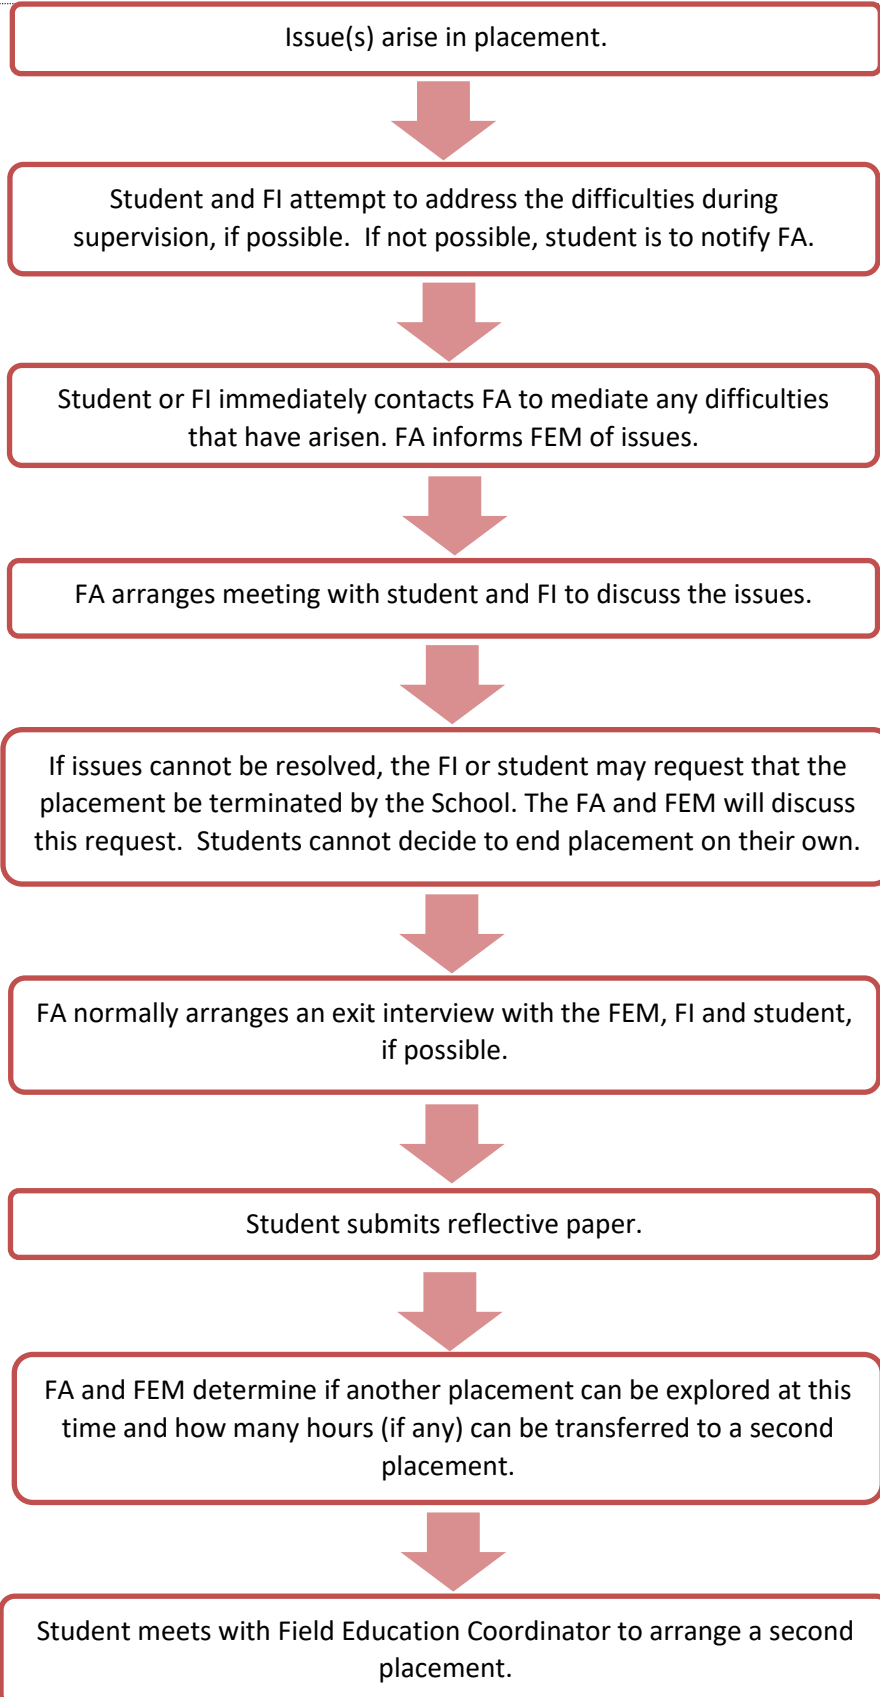 Issue(s) arise in placement.
Student and FI attempt to address the difficulties during
supervision, if possible.  If not possible, student is to notify FA.
Student or FI immediately contacts FA to mediate any difficulties
that have arisen. FA informs FEM of issues.
FA arranges meeting with student and FI to discuss the issues.
If issues cannot be resolved, the FI or student may request that the
placement be terminated by the School. The FA and FEM will discuss
this request.  Students cannot decide to end placement on their own.
FA normally arranges an exit interview with the FEM, FI and student,
if possible.
Student submits reflective paper.
FA and FEM determine if another placement can be explored at this
time and how many hours (if any) can be transferred to a second
placement.
Student meets with Field Education Coordinator to arrange a second
placement.